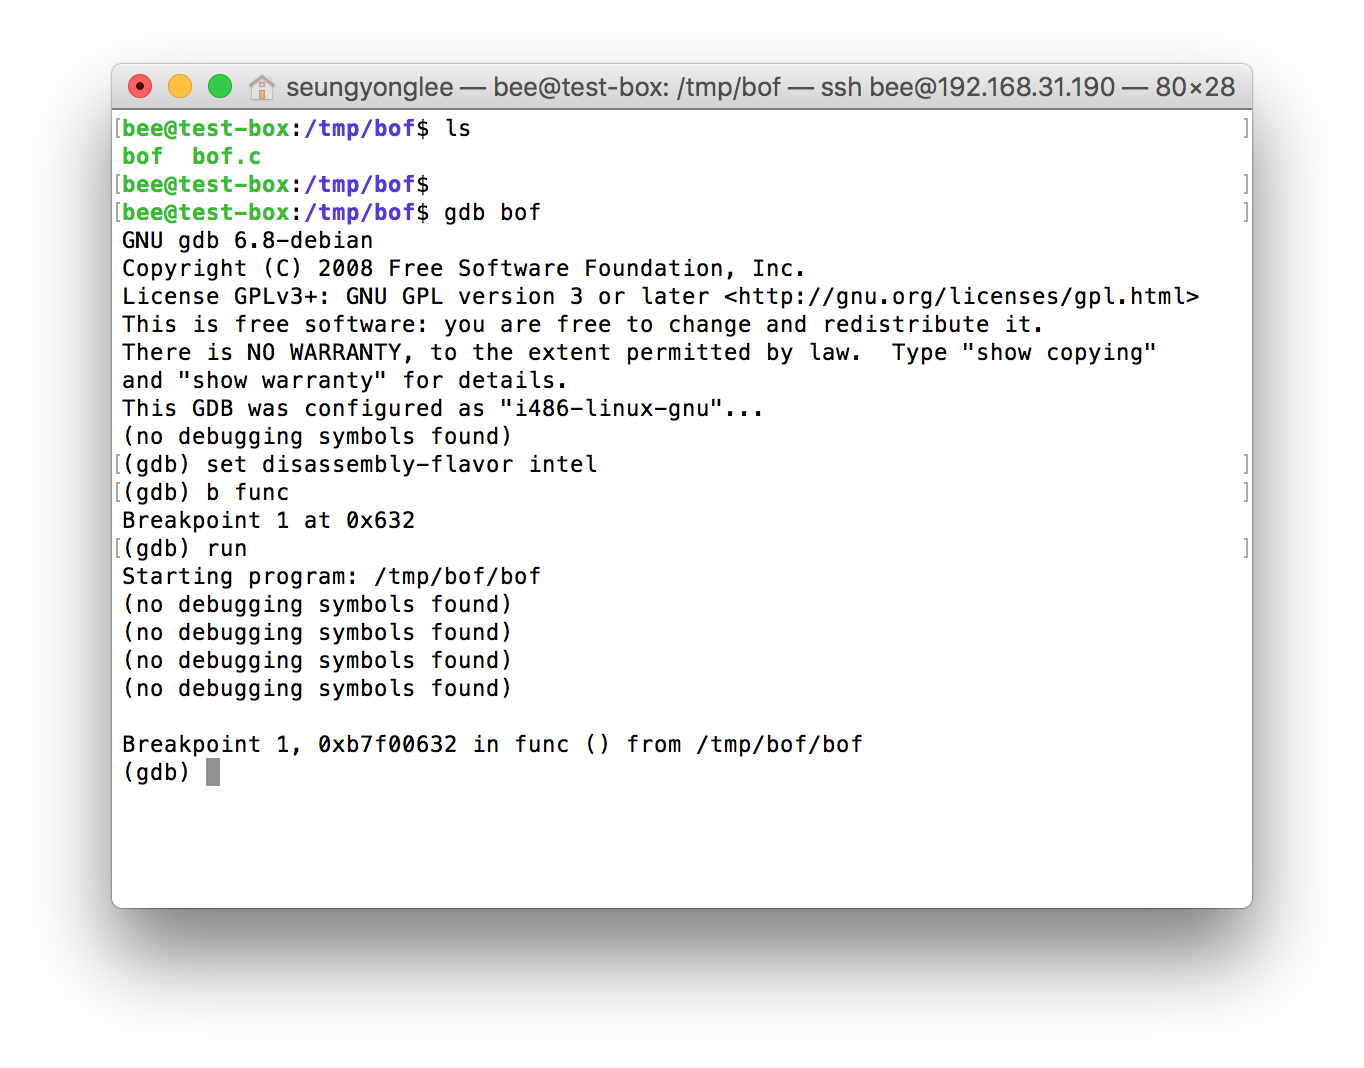 seungyonglee — bee@test-box: /tmp/bof — ssh bee@192.168.31.190 — 80×28
[bee@test-box:/tmp/bof$ ls ]
bof  bof.c
[bee@test-box:/tmp/bof$ ]
[bee@test-box:/tmp/bof$ gdb bof ]
GNU gdb 6.8-debian
Copyright (C) 2008 Free Software Foundation, Inc.
License GPLv3+: GNU GPL version 3 or later <http://gnu.org/licenses/gpl.html>
This is free software: you are free to change and redistribute it.
There is NO WARRANTY, to the extent permitted by law.  Type "show copying"
and "show warranty" for details.
This GDB was configured as "i486-linux-gnu"...
(no debugging symbols found)
[(gdb) set disassembly-flavor intel ]
[(gdb) b func ]
Breakpoint 1 at 0x632
[(gdb) run ]
Starting program: /tmp/bof/bof
(no debugging symbols found)
(no debugging symbols found)
(no debugging symbols found)
(no debugging symbols found)
Breakpoint 1, 0xb7f00632 in func () from /tmp/bof/bof
(gdb)